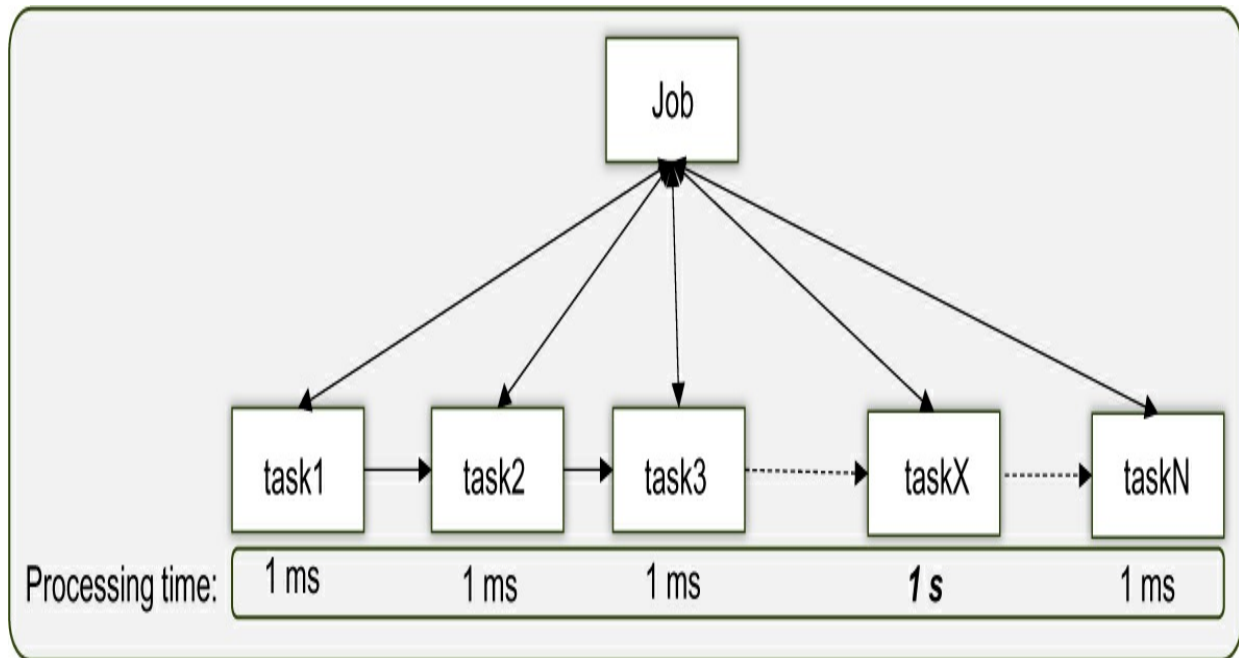 Job
task1 task2 task3 taskX taskN
Processing time: 1 ms 1 ms 1 ms 1 s 1 ms